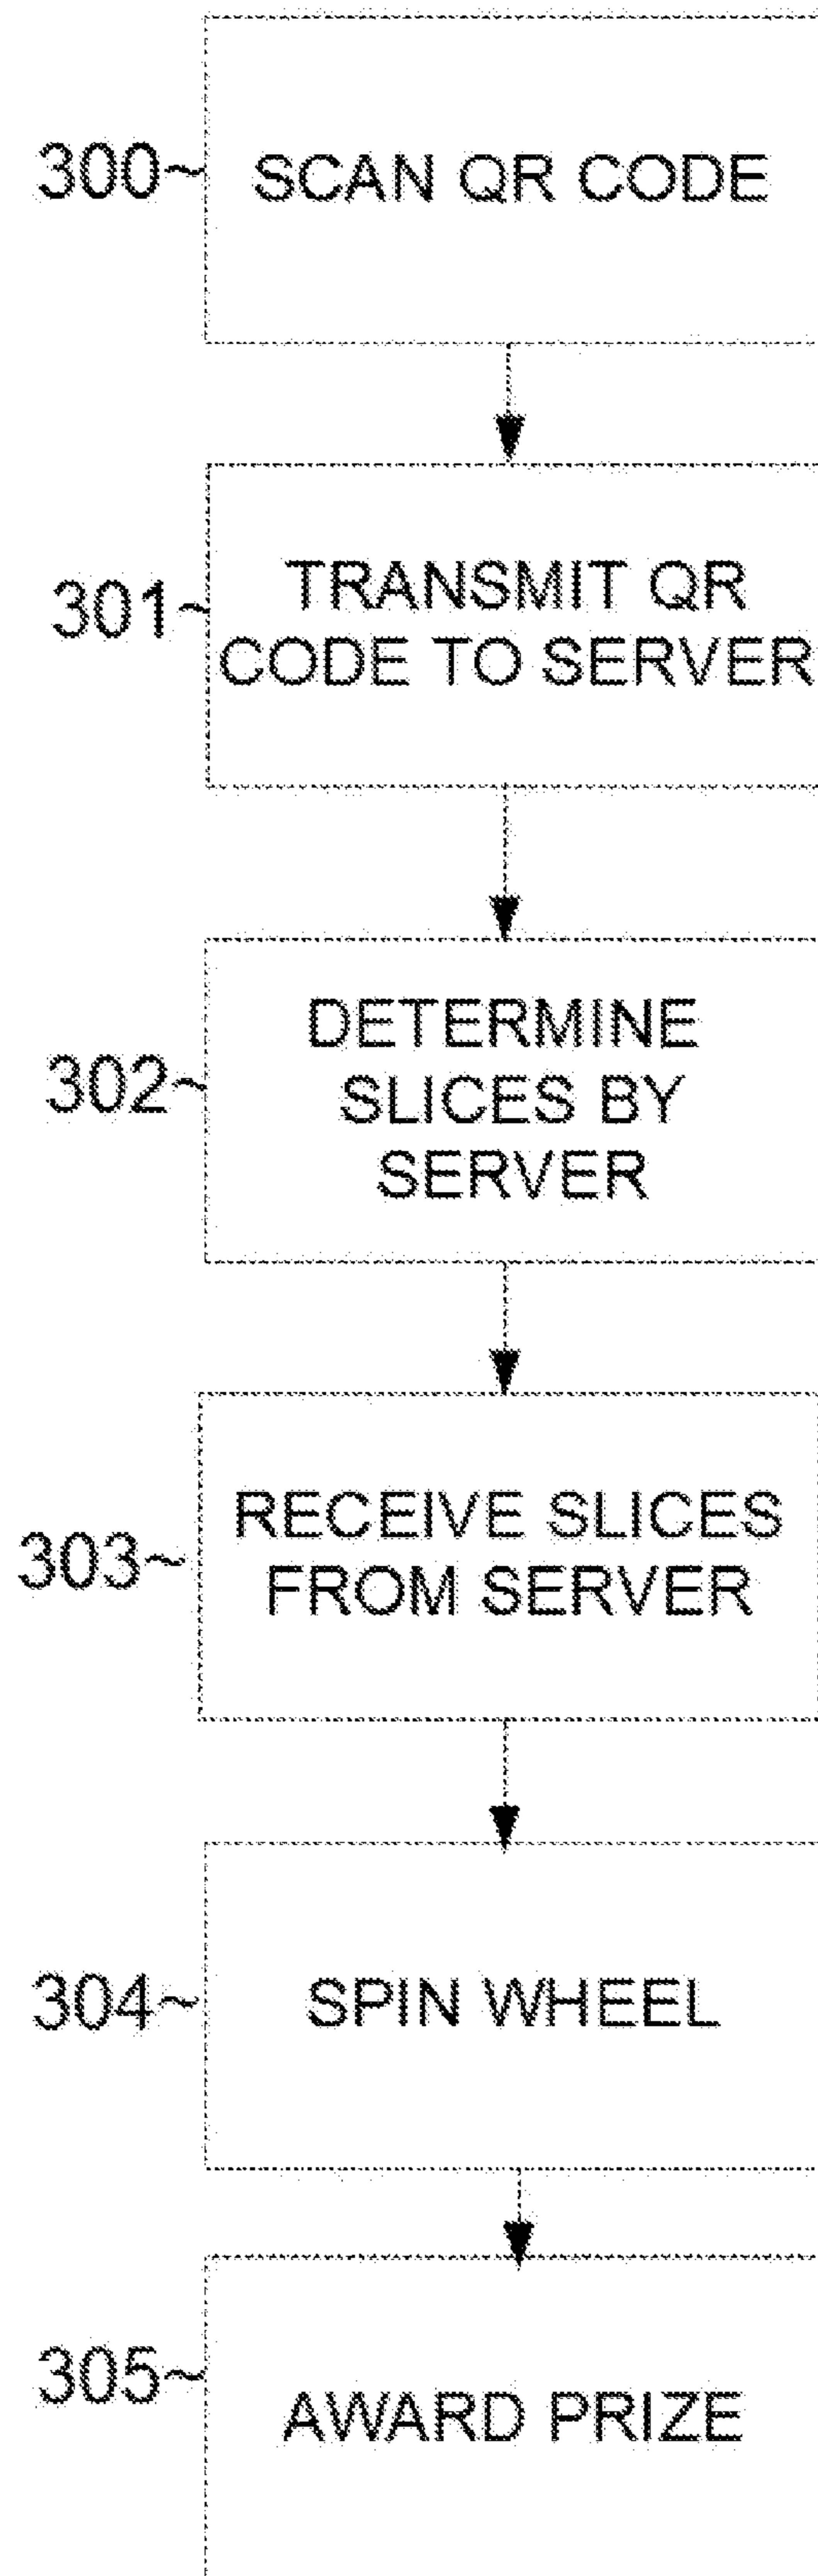 300~ SCAN QR CODE
301~ TRANSMIT QR
CODE TO SERVER
302~ DETERMINE
SLICES BY
SERVER
303~ RECEIVE SLICES
FROM SERVER
304~ SPIN WHEEL
305~ AWARD PRIZE